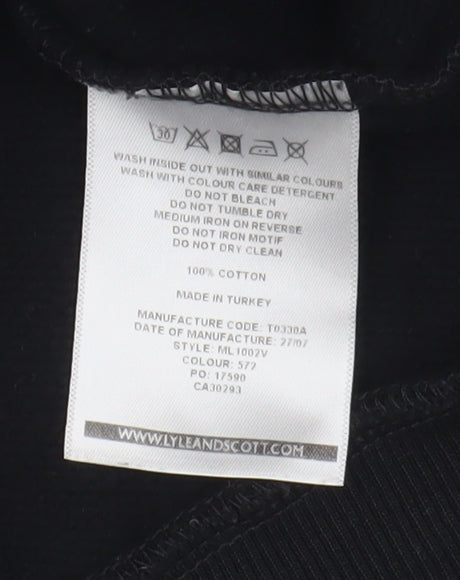 30
WASH INSIDE OUT WITH SIMILAR COLOURS
WASH WITH COLOUR CARE DETERGENT
DO NOT BLEACH
DO NOT TUMBLE DRY
MEDIUM IRON ON REVERSE
DO NOT IRON MOTIF
DO NOT DRY CLEAN
100% COTTON
MADE IN TURKEY
MANUFACTURE CODE: T0330A
DATE OF MANUFACTURE: 27/07
STYLE: ML1002V
COLOUR: 572
PO: 17590
CA30293
WWW.LYLEANDSCOTT.COM